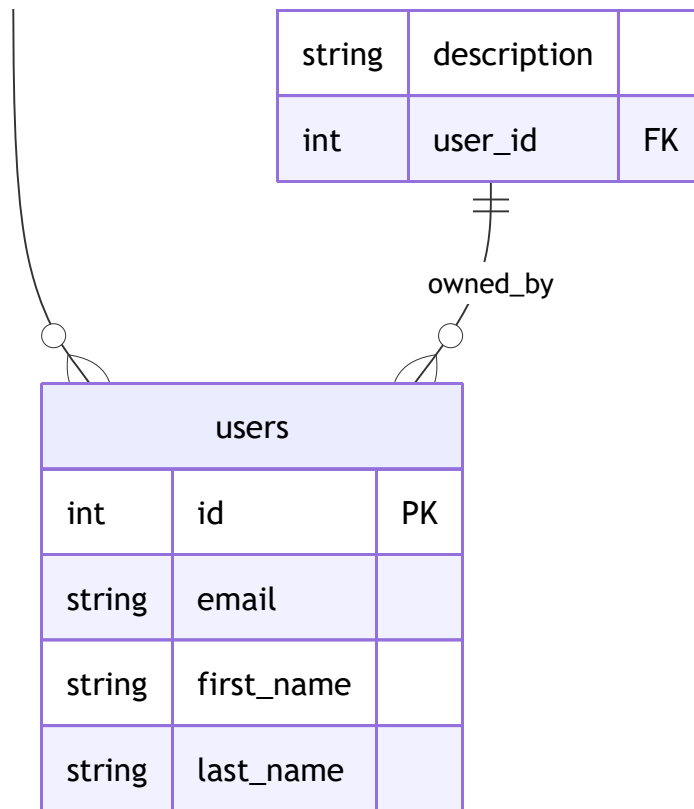 string description
int user_id FK
owned_by
users
int id PK
string email
string first_name
string last_name